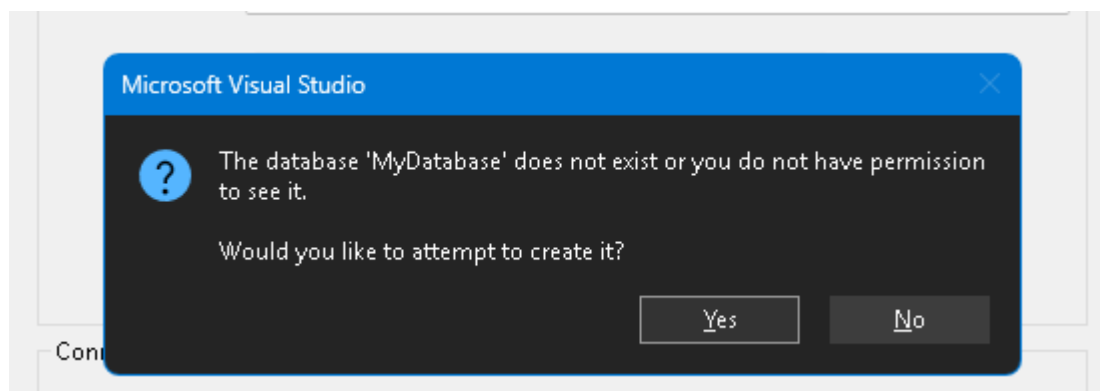 Microsoft Visual Studio
The database 'MyDatabase' does not exist or you do not have permission
to see it.
Would you like to attempt to create it?
Yes
No